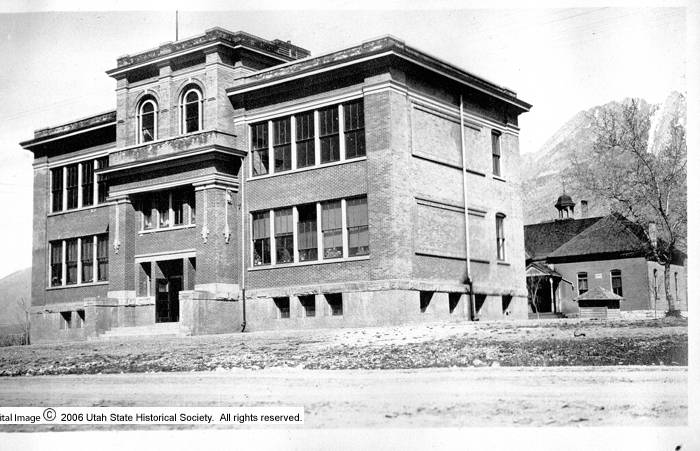 ital Image © 2006 Utah State Historical Society. All rights reserved.